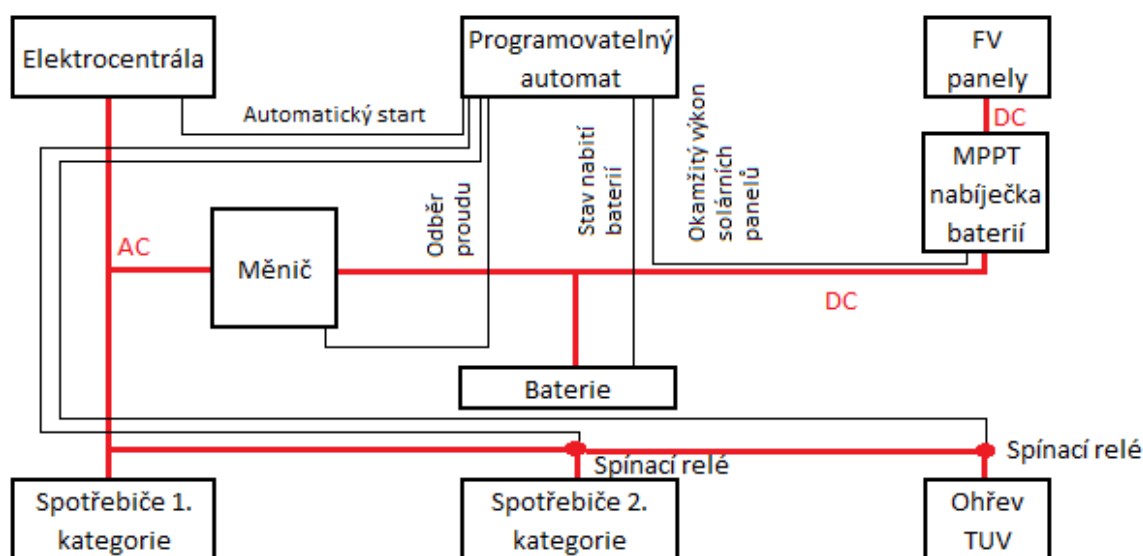 Elektrocentrála
Programovatelný
automat
FV
panely
Automatický start
DC
MPPT
nabíječka
baterií
Odběr
proudu
Stav nabití
baterií
Okamžitý výkon
solárních
panelů
AC
Měnič
DC
Baterie
Spínací relé
Spínací relé
Spotřebiče 1.
kategorie
Spotřebiče 2.
kategorie
Ohřev
TUV